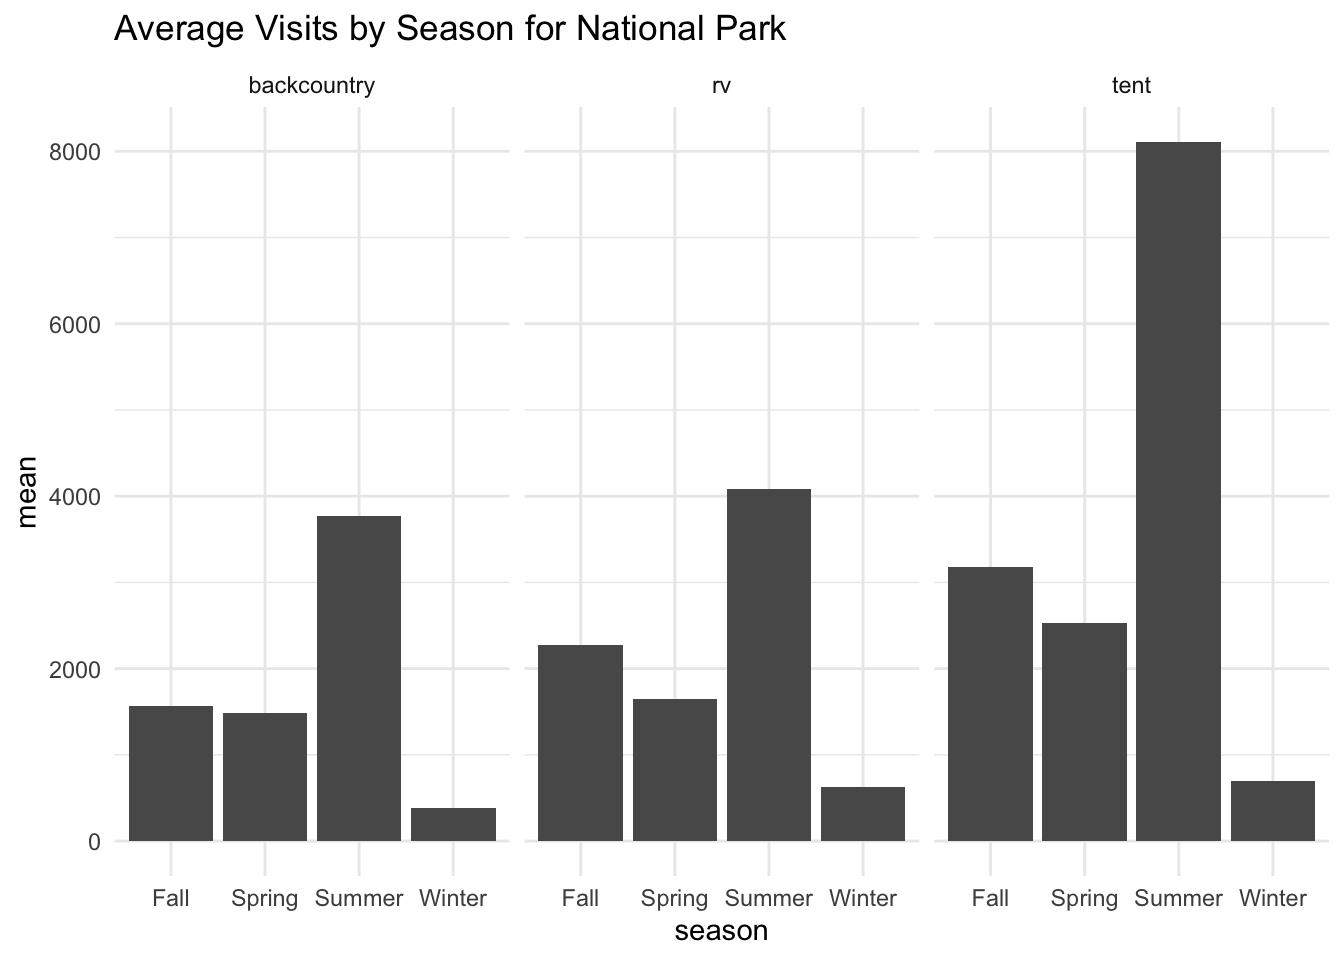 Average Visits by Season for National Park
backcountry
rv
tent
8000
6000
4000
2000
0
mean
Fall Spring Summer Winter
Fall Spring Summer Winter
Fall Spring Summer Winter
season